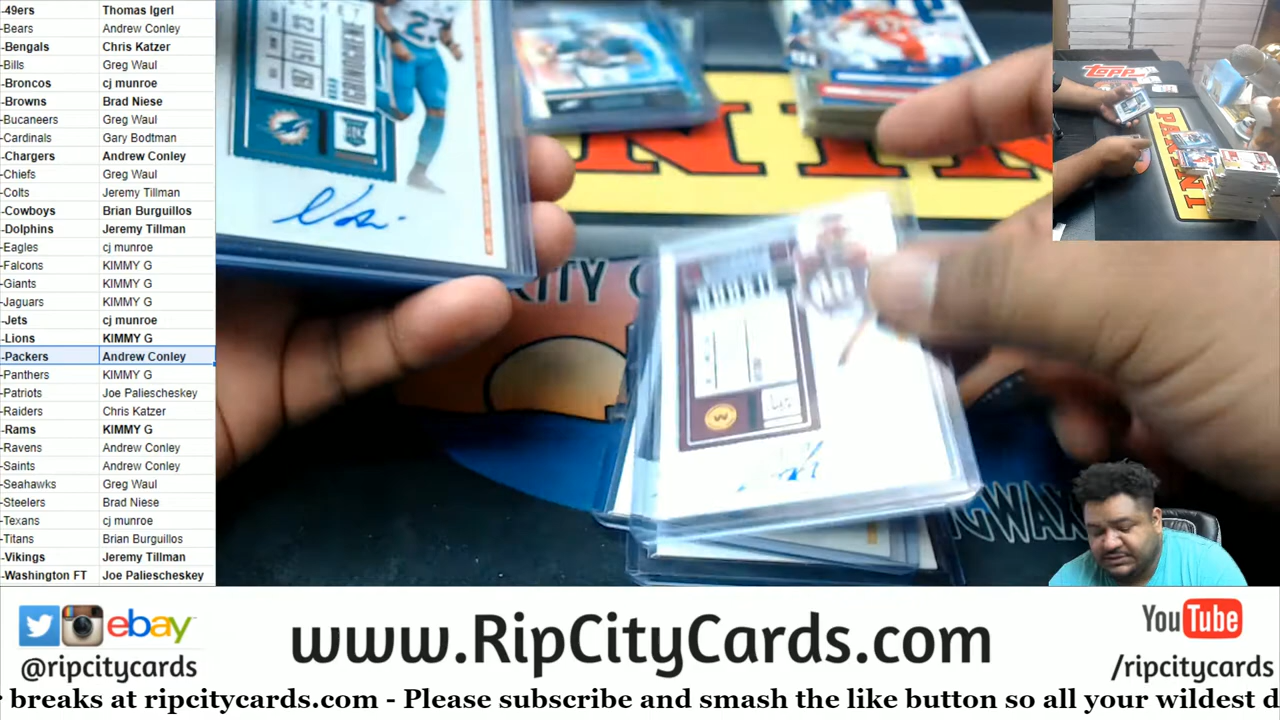 -49ers Thomas Igerl
-Bears Andrew Conley
-Bengals Chris Katzer
-Bills Greg Waul
-Broncos cj munroe
-Browns Brad Niese
-Bucaneers Greg Waul
-Cardinals Gary Bodtman
-Chargers Andrew Conley
-Chiefs Greg Waul
-Colts Jeremy Tillman
-Cowboys Brian Burguillos
-Dolphins Jeremy Tillman
-Eagles cj munroe
-Falcons KIMMY G
-Giants KIMMY G
-Jaguars KIMMY G
-Jets cj munroe
-Lions KIMMY G
-Packers Andrew Conley
-Panthers KIMMY G
-Patriots Joe Paliescheskey
-Raiders Chris Katzer
-Rams KIMMY G
-Ravens Andrew Conley
-Saints Andrew Conley
-Seahawks Greg Waul
-Steelers Brad Niese
-Texans cj munroe
-Titans Brian Burguillos
-Vikings Jeremy Tillman
-Washington FT Joe Paliescheskey
PANINI
ebay
@ripcitycards
www.RipCityCards.com
YouTube
/ripcitycards
breaks at ripcitycards.com - Please subscribe and smash the like button so all your wildest d